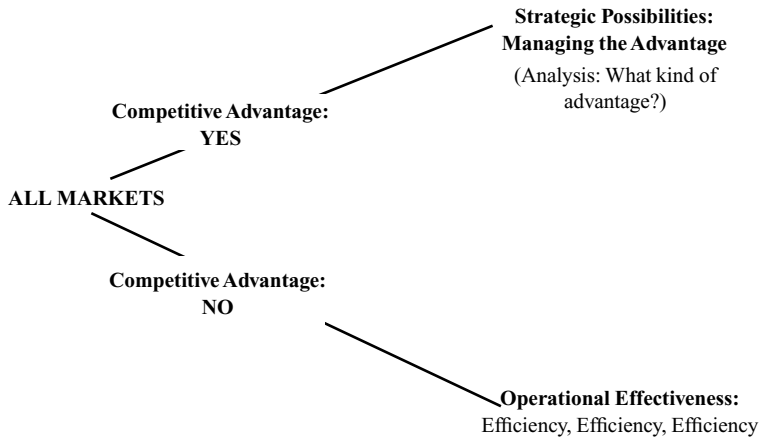 Strategic Possibilities:
Managing the Advantage
(Analysis: What kind of
advantage?)
Competitive Advantage:
YES
ALL MARKETS
Competitive Advantage:
NO
Operational Effectiveness:
Efficiency, Efficiency, Efficiency